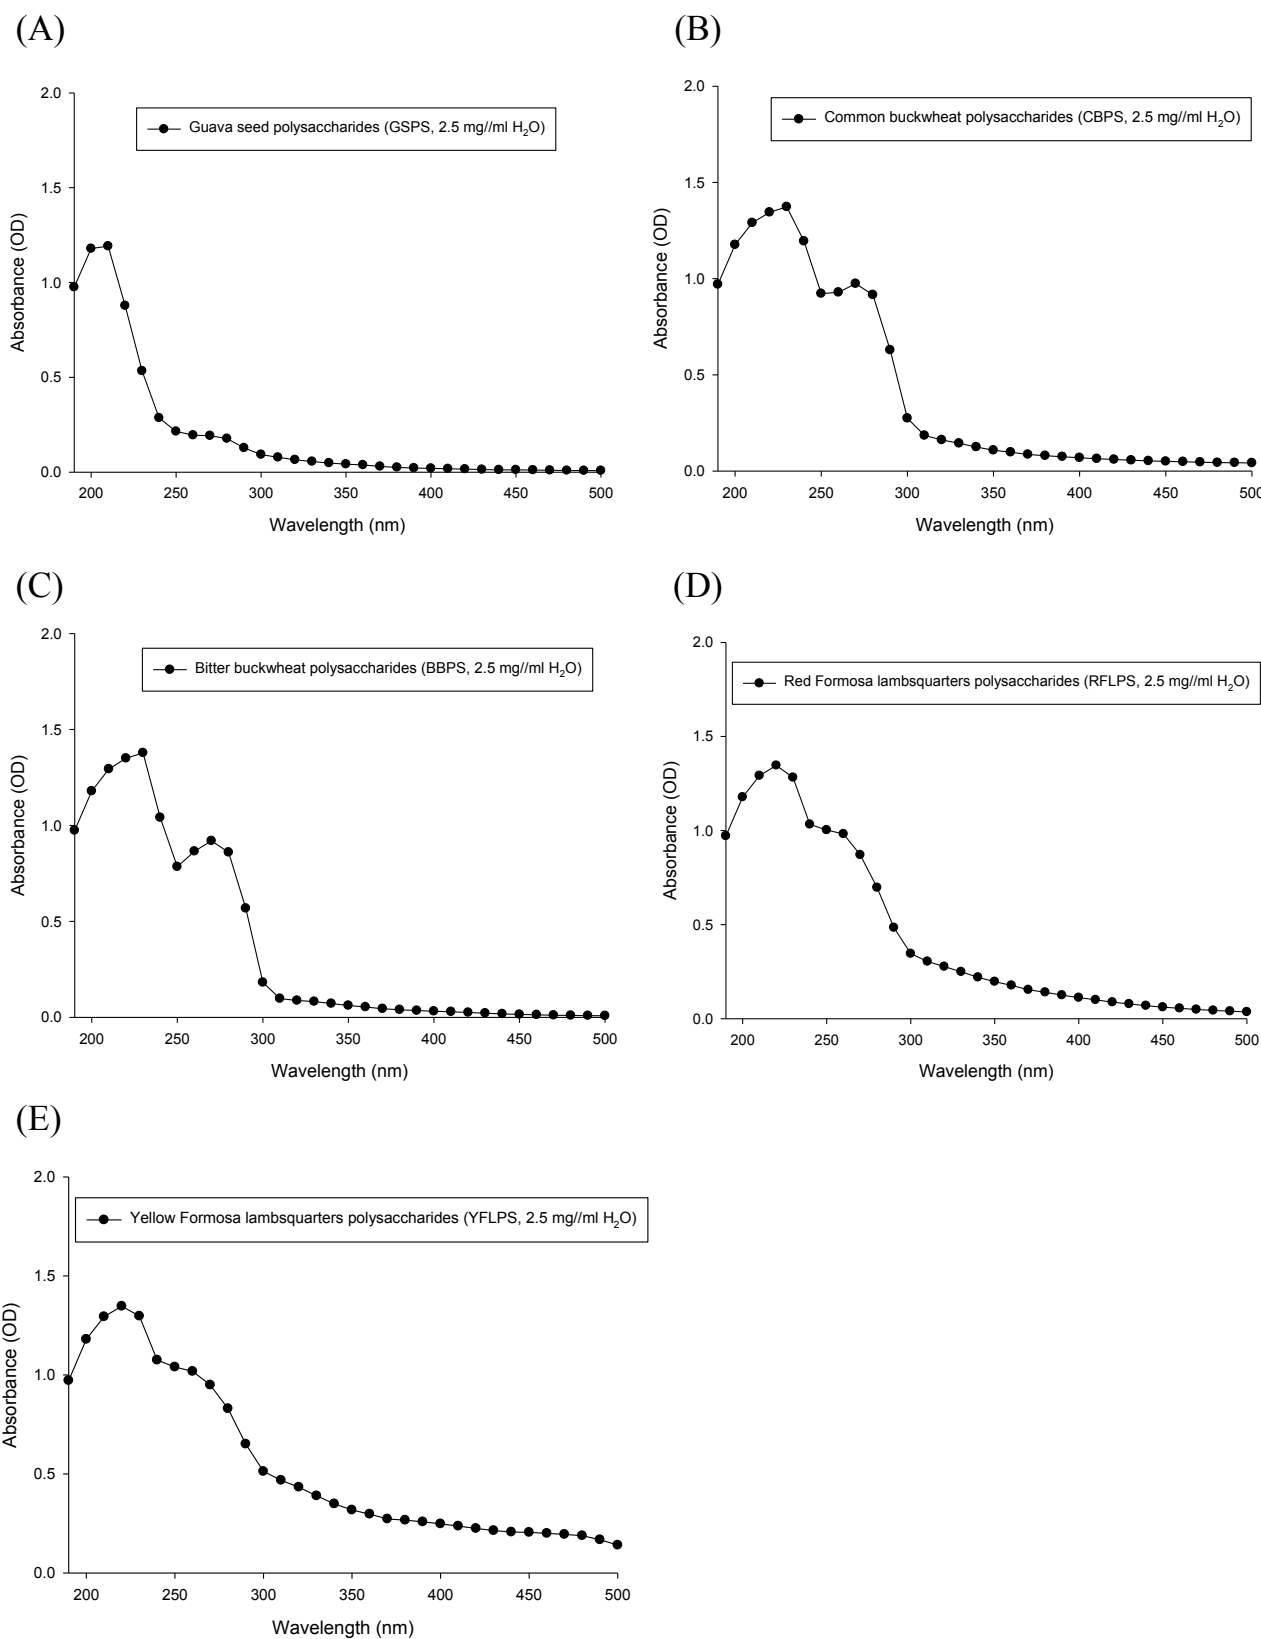 (A)
2.0
1.5
1.0
0.5
0.0
Absorbance (OD)
Guava seed polysaccharides (GSPS, 2.5 mg//ml H2O)
200 250 300 350 400 450 500
Wavelength (nm)
(B)
2.0
1.5
1.0
0.5
0.0
Absorbance (OD)
Common buckwheat polysaccharides (CBPS, 2.5 mg//ml H2O)
200 250 300 350 400 450 500
Wavelength (nm)
(C)
2.0
1.5
1.0
0.5
0.0
Absorbance (OD)
Bitter buckwheat polysaccharides (BBPS, 2.5 mg//ml H2O)
200 250 300 350 400 450 500
Wavelength (nm)
(D)
2.0
1.5
1.0
0.5
0.0
Absorbance (OD)
Red Formosa lambsquarters polysaccharides (RFLPS, 2.5 mg//ml H2O)
200 250 300 350 400 450 500
Wavelength (nm)
(E)
2.0
1.5
1.0
0.5
0.0
Absorbance (OD)
Yellow Formosa lambsquarters polysaccharides (YFLPS, 2.5 mg//ml H2O)
200 250 300 350 400 450 500
Wavelength (nm)